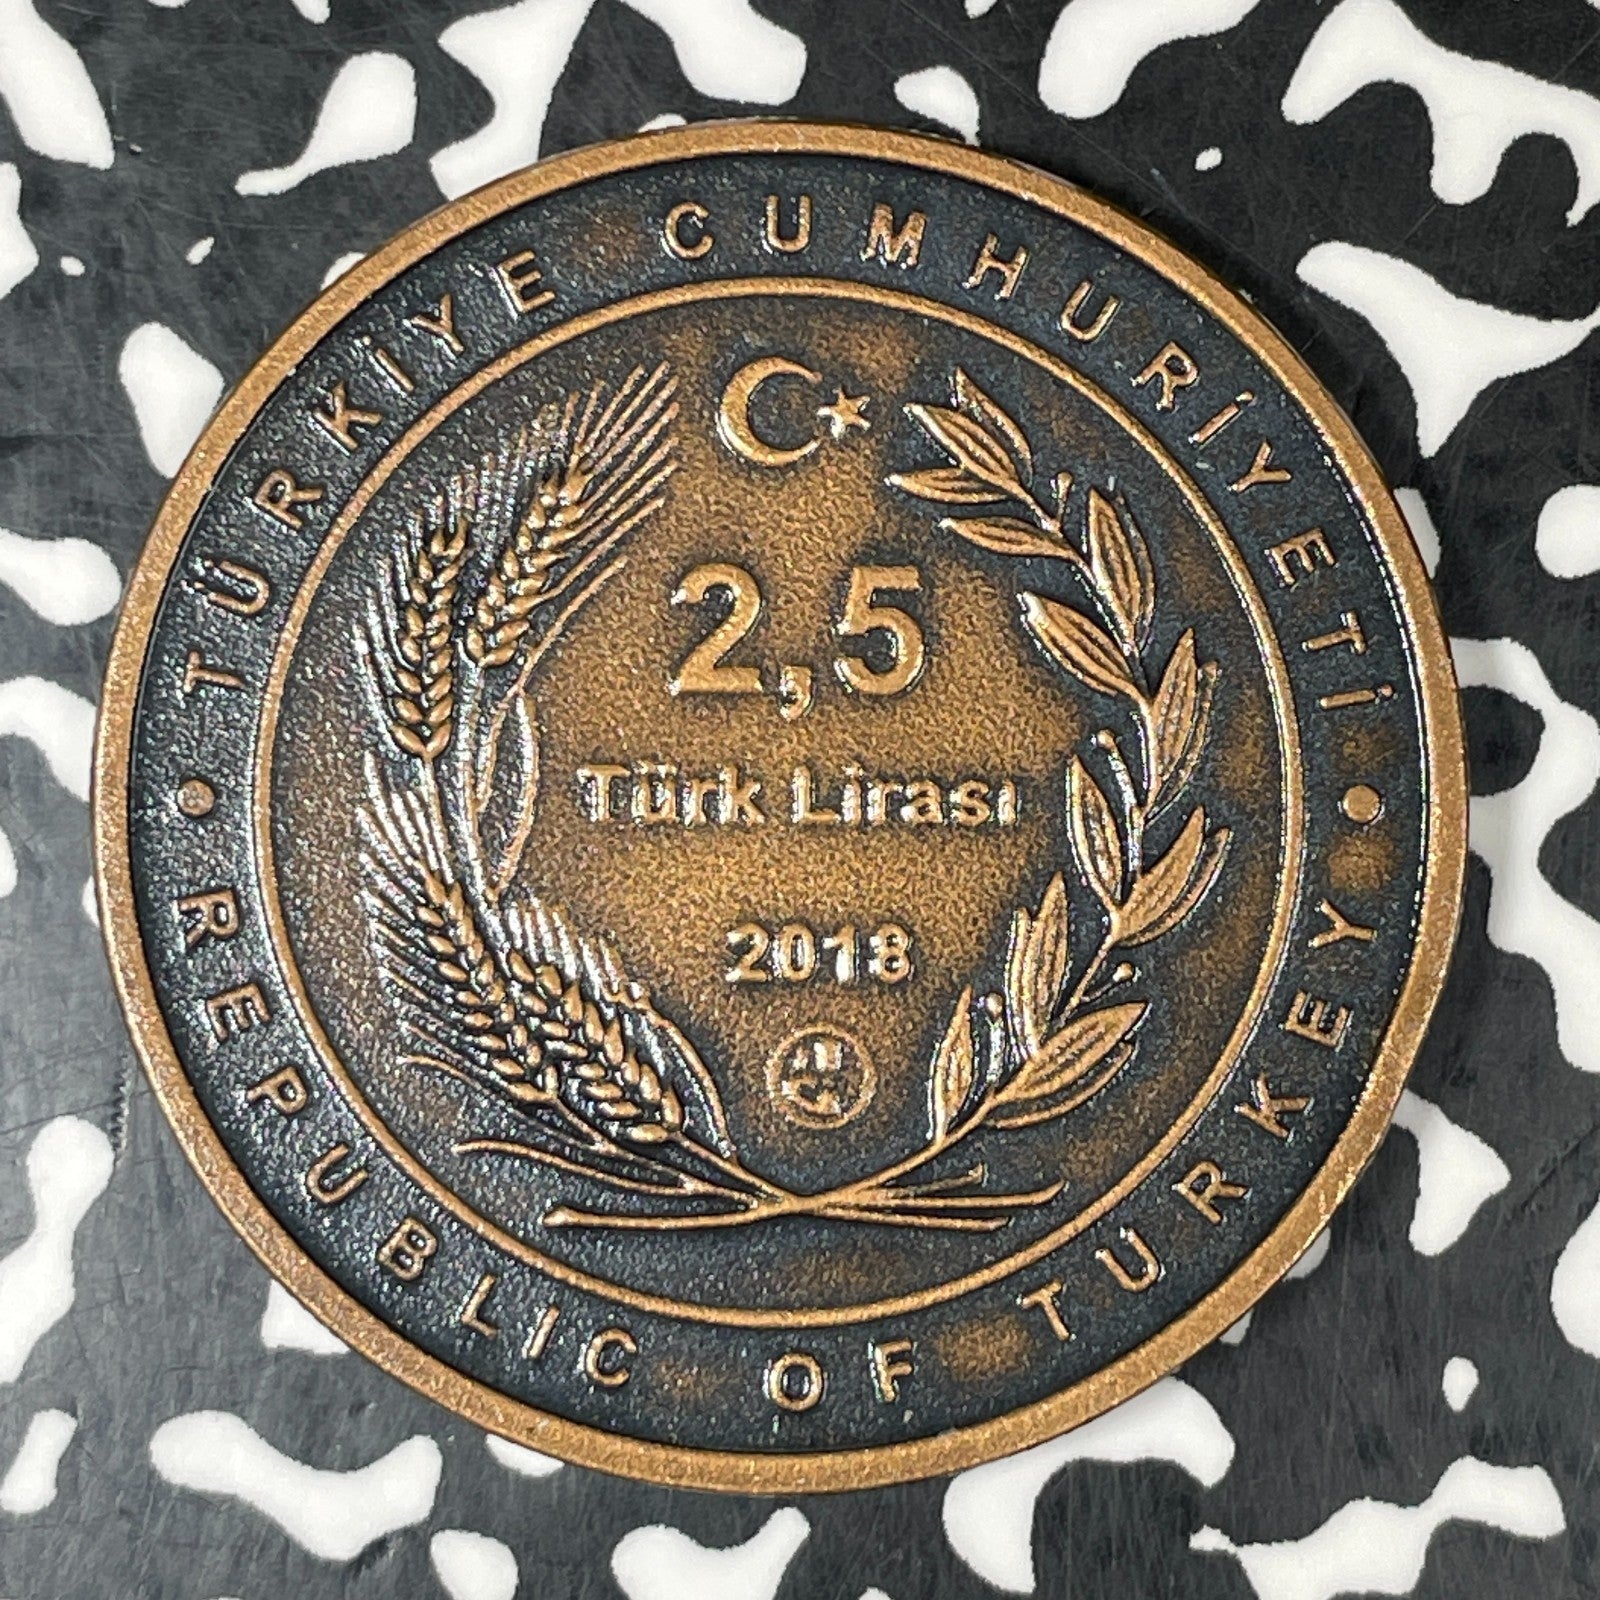 TÜRKİYE CUMHURİYETİ
2,5
Türk Lirası
2018
REPUBLIC OF TURKEY